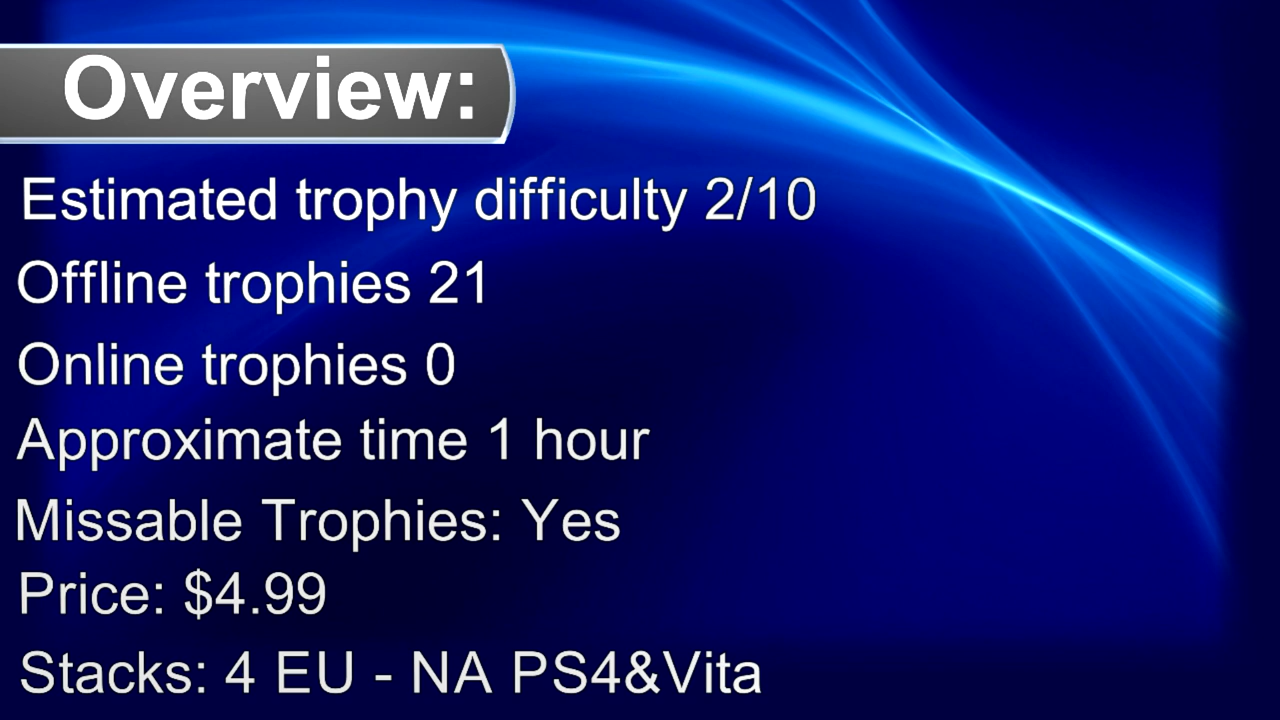 Overview:
Estimated trophy difficulty 2/10
Offline trophies 21
Online trophies 0
Approximate time 1 hour
Missable Trophies: Yes
Price: $4.99
Stacks: 4 EU - NA PS4&Vita